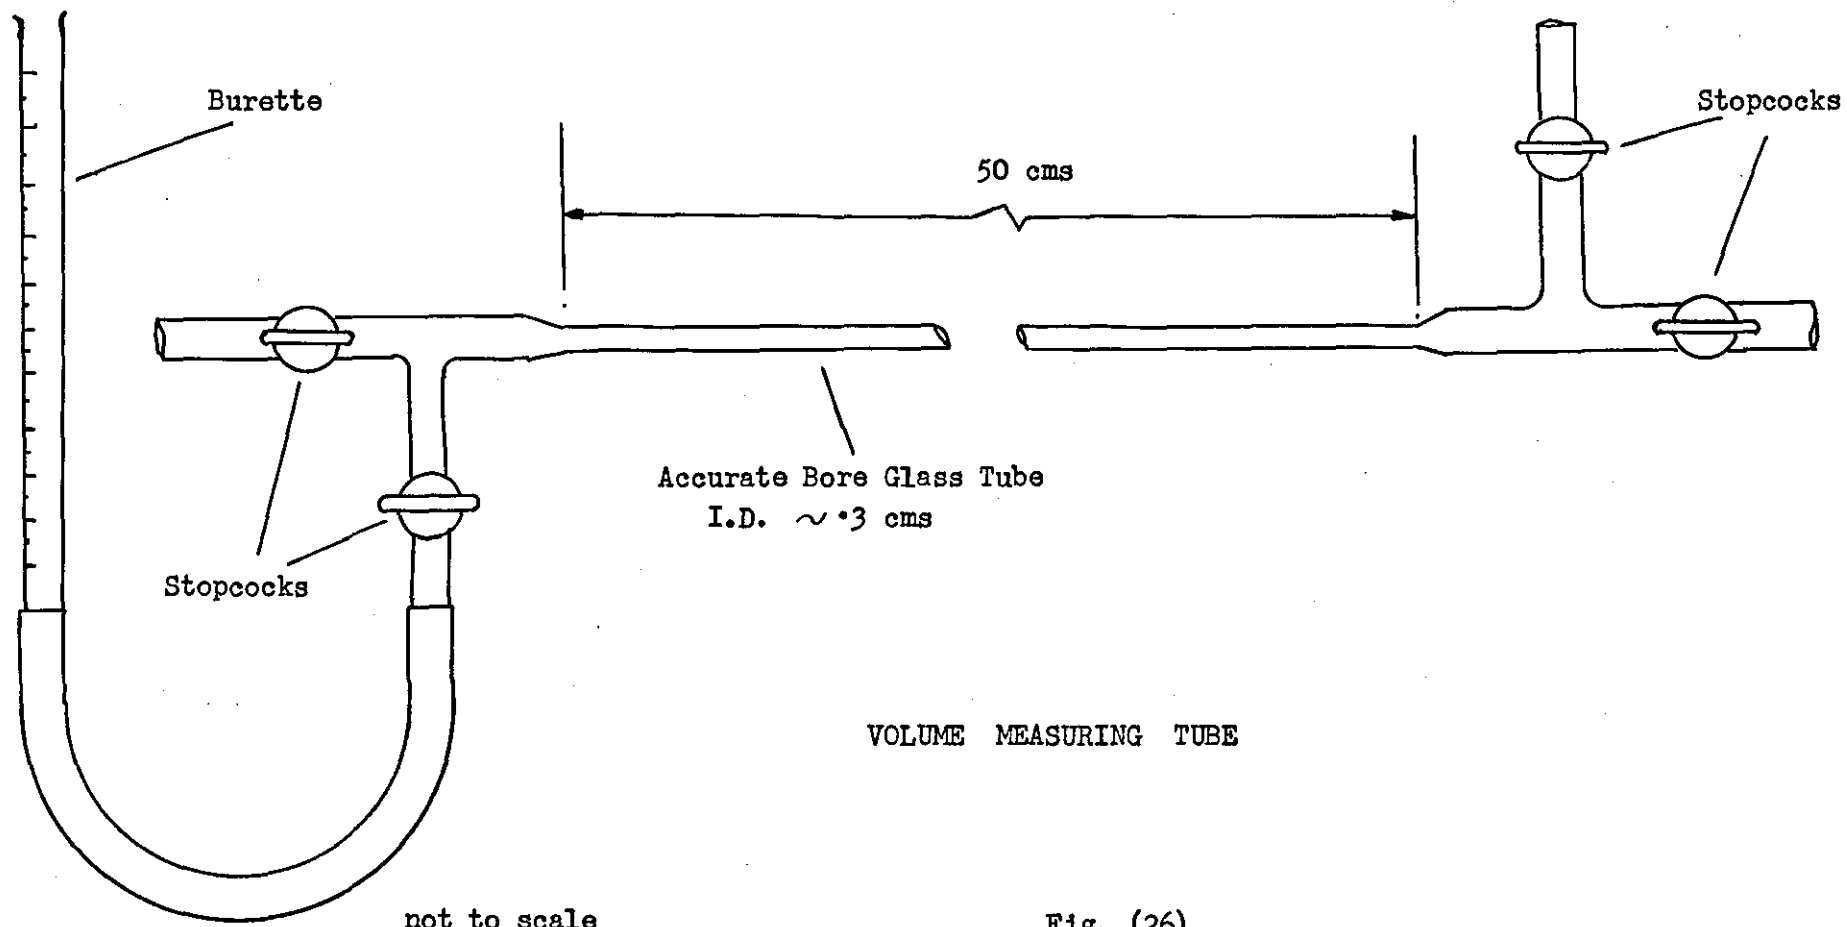 Burette
Stopcocks
50 cms
Accurate Bore Glass Tube
I.D. ~ ·3 cms
Stopcocks
VOLUME MEASURING TUBE
not to scale
Fig. (26)